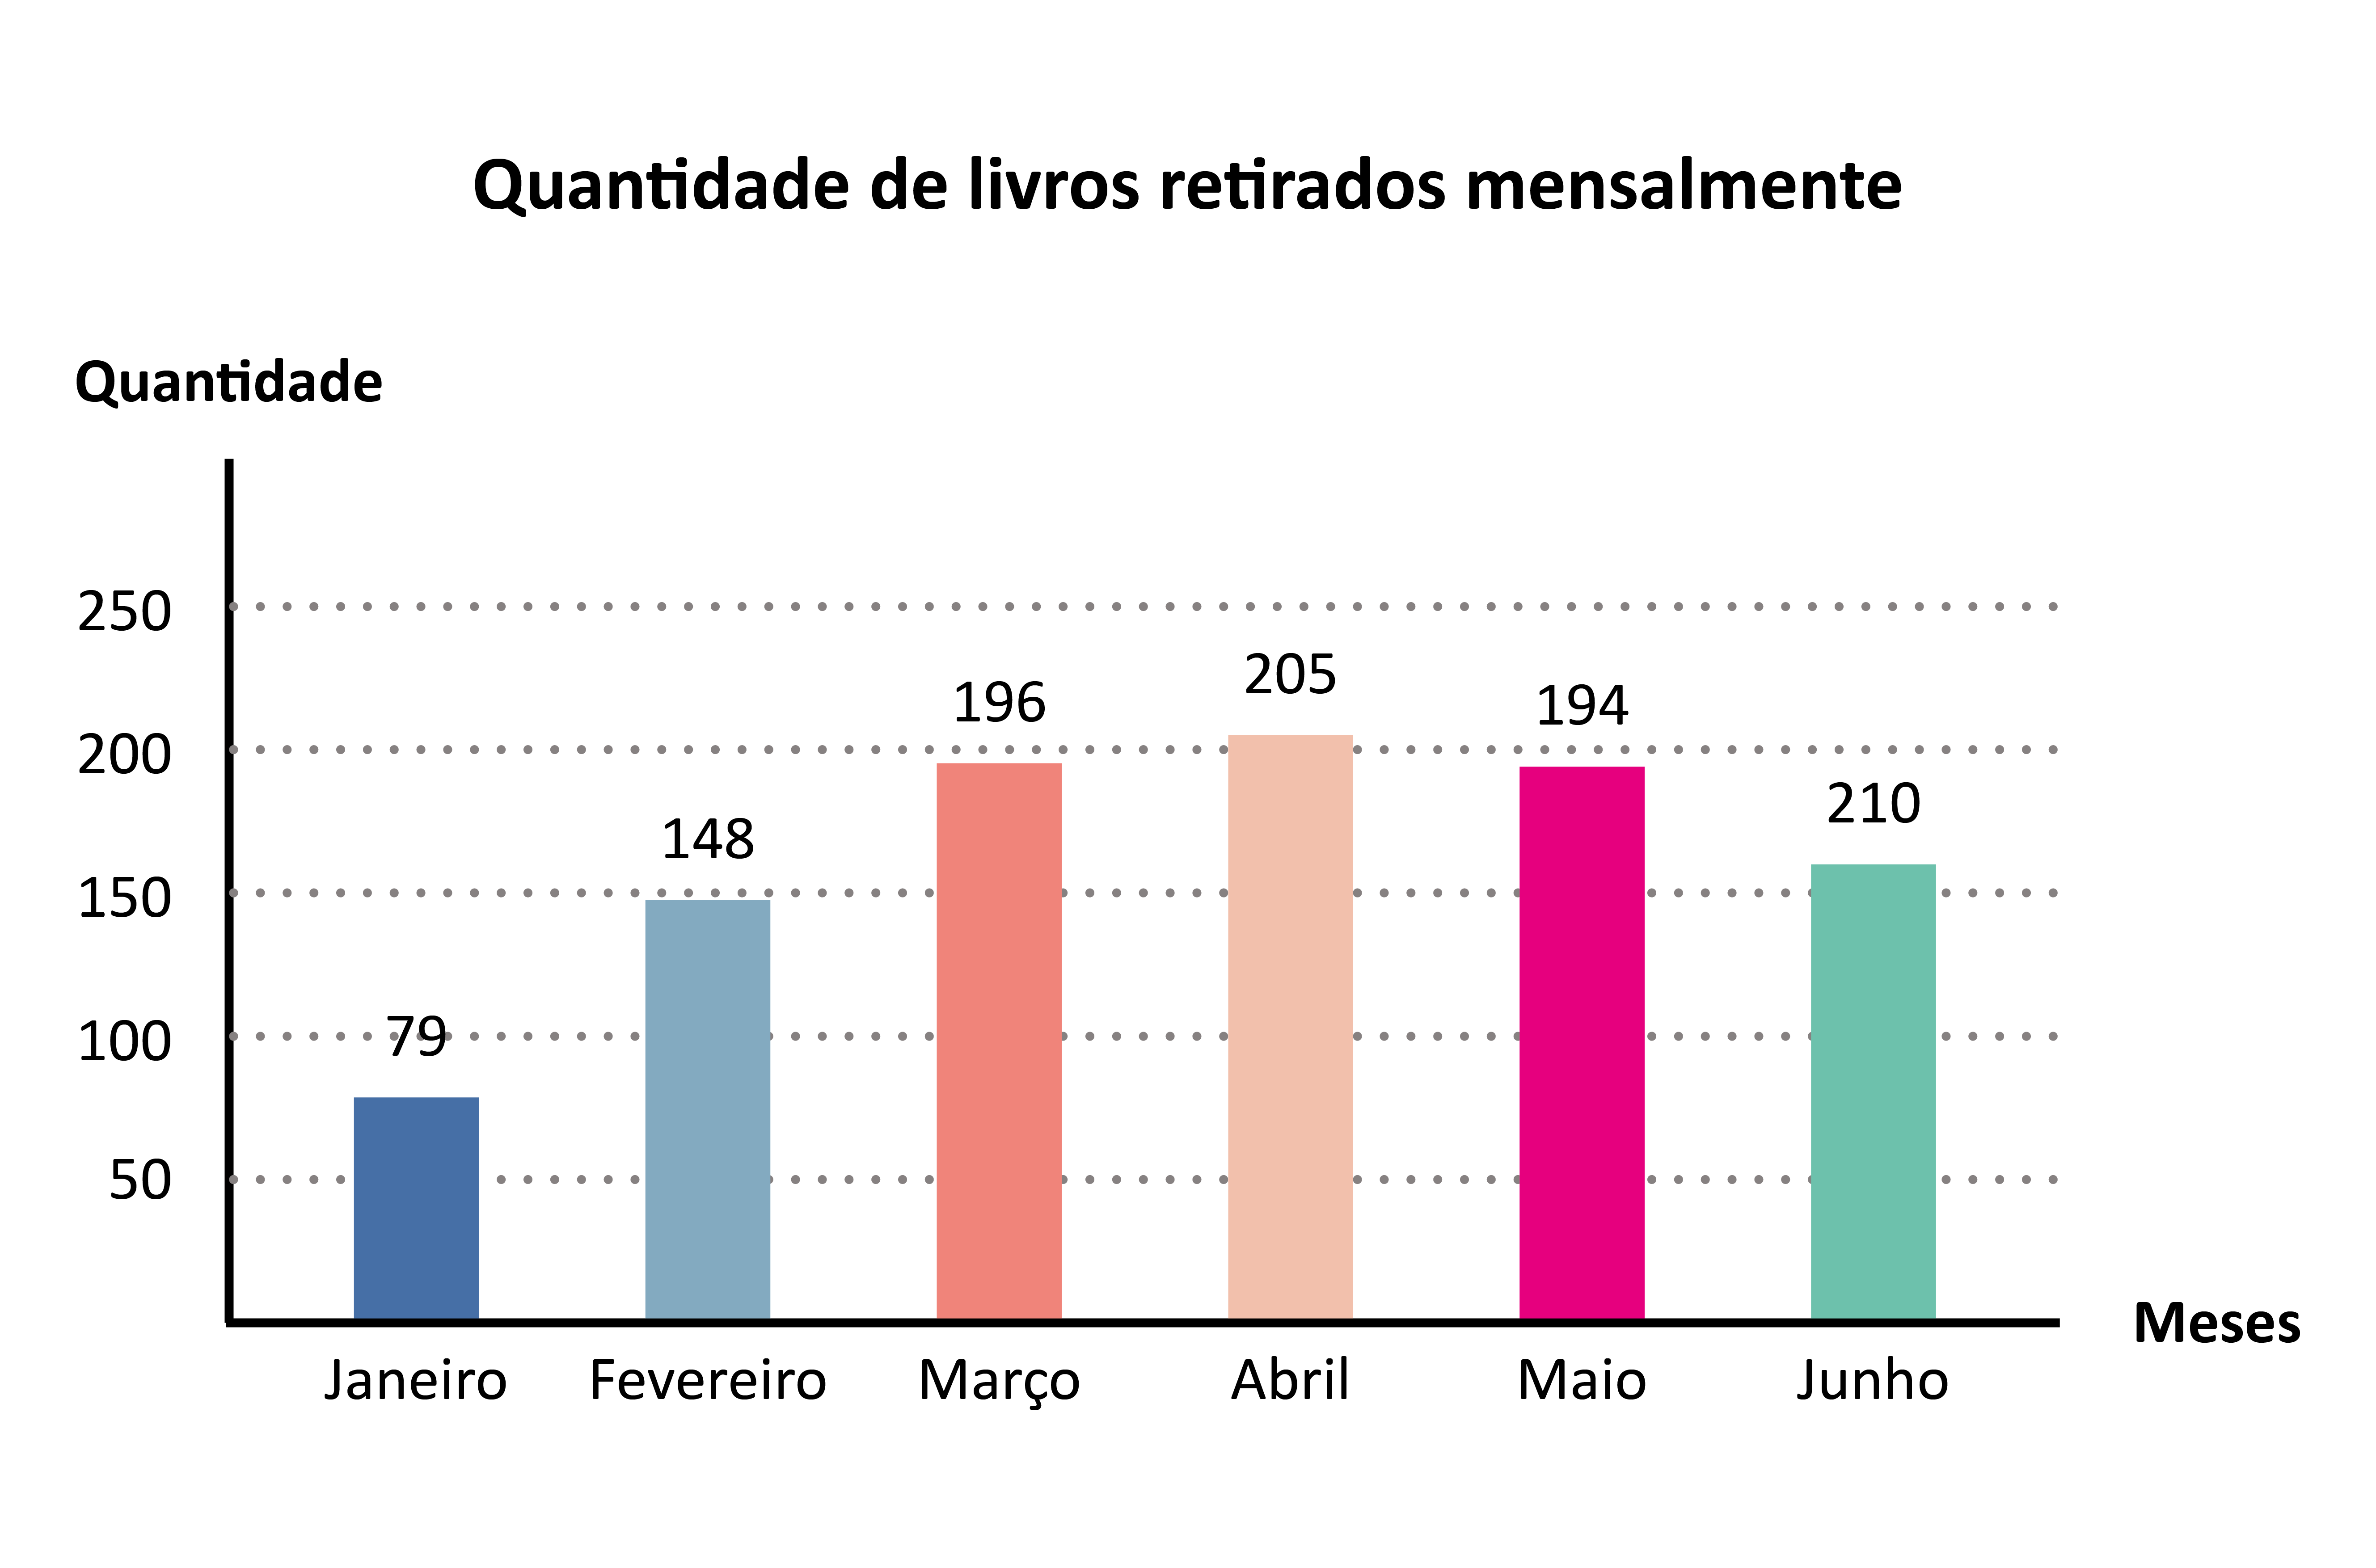 Quantidade de livros retirados mensalmente
Quantidade
250
200
150
100
50
79
148
196
205
194
210
Janeiro Fevereiro Março Abril Maio Junho
Meses